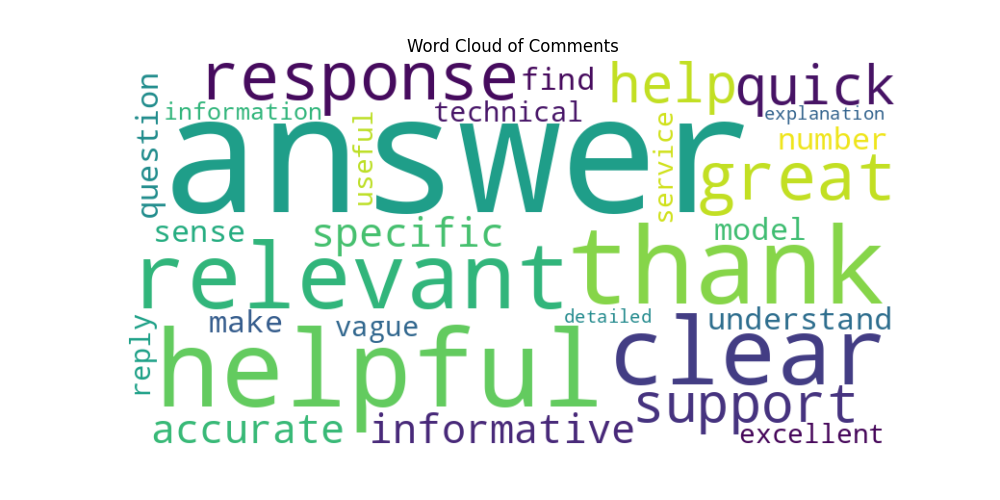 Word Cloud of Comments
response find help quick
information technical explanation
question answer useful service number
great
sense specific model
relevant thank
make vague detailed understand
reply helpful clear
support
accurate informative excellent